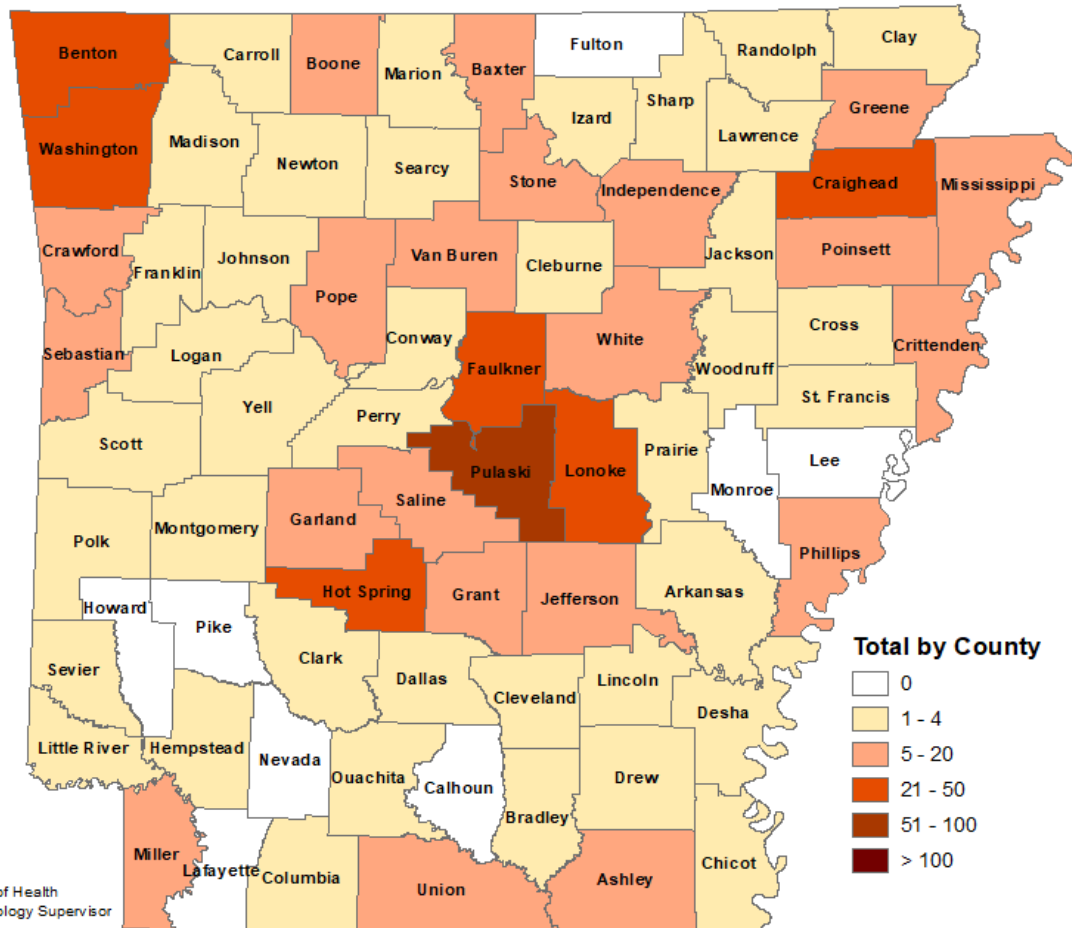 Benton
Carroll
Boone
Marion
Baxter
Fulton
Randolph
Clay
Sharp
Izard
Greene
Lawrence
Washington
Madison
Newton
Searcy
Stone
Independence
Craighead
Mississippi
Crawford
Franklin
Johnson
Van Buren
Cleburne
Jackson
Poinsett
Pope
Sebastian
Logan
Conway
White
Cross
Crittenden
Faulkner
Woodruff
St. Francis
Yell
Perry
Scott
Pulaski
Lonoke
Prairie
Lee
Monroe
Saline
Garland
Montgomery
Polk
Phillips
Hot Spring
Grant
Jefferson
Arkansas
Howard
Pike
Clark
Dallas
Cleveland
Lincoln
Sevier
Desha
Little River
Hempstead
Nevada
Ouachita
Calhoun
Drew
Bradley
Miller
Lafayette
Columbia
Union
Ashley
Chicot
Total by County
0
1 - 4
5 - 20
21 - 50
51 - 100
> 100
of Health
ology Supervisor